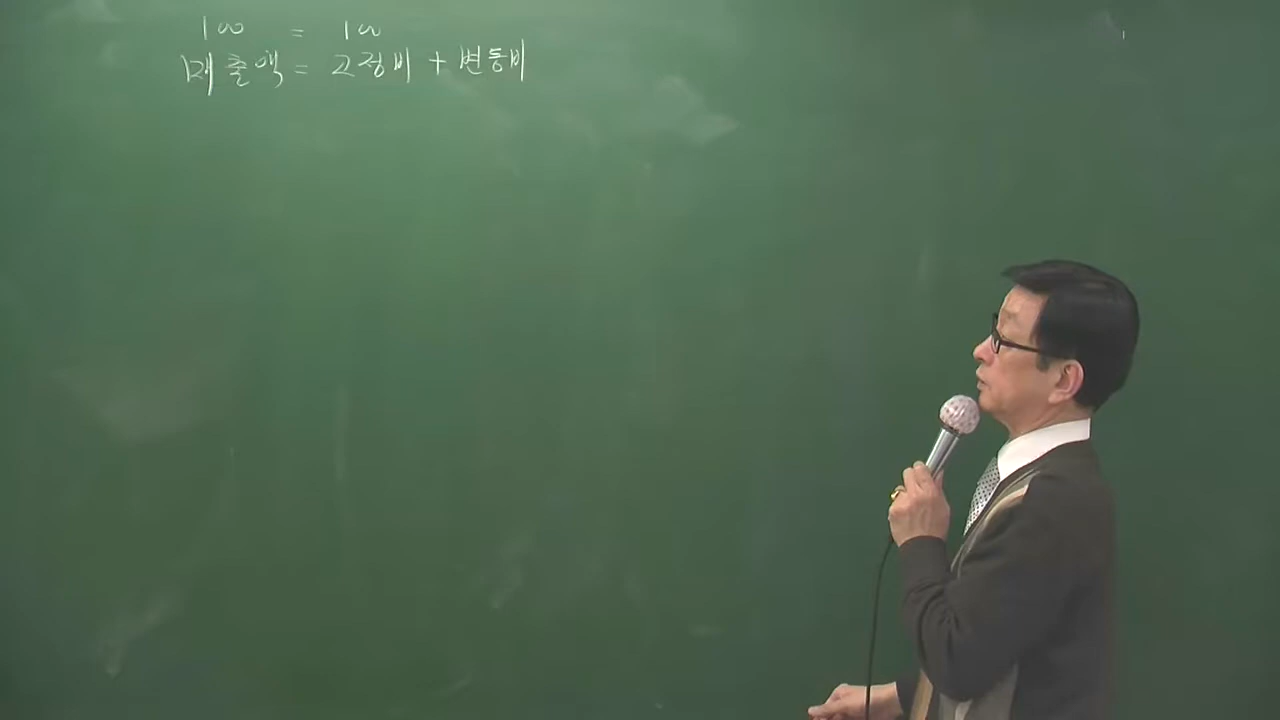 100 = 100
매출액 = 고정비 + 변동비